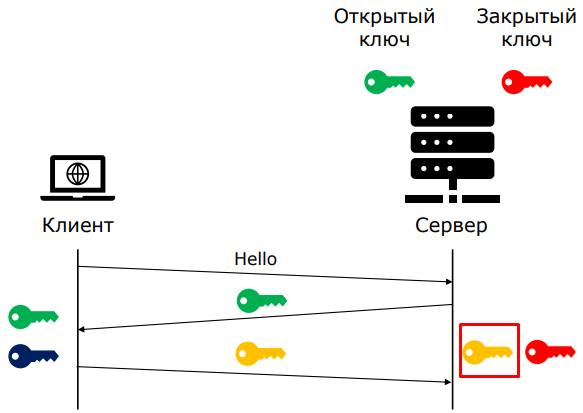 Открытый
ключ
Закрытый
ключ
Клиент
Сервер
Hello